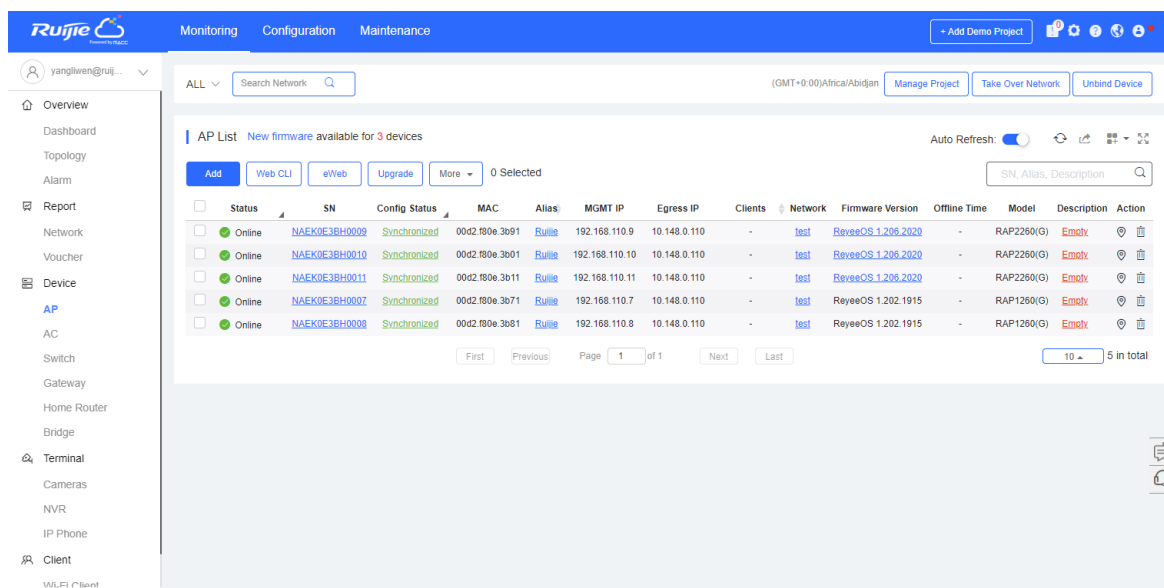 Ruijie
Powered by MACC
Monitoring Configuration Maintenance
+ Add Demo Project
0
yangliwen@ruij...
ALL
Search Network
(GMT+0:00)Africa/Abidjan
Manage Project
Take Over Network
Unbind Device
Overview
Dashboard
Topology
Alarm
Report
Network
Voucher
Device
AP
AC
Switch
Gateway
Home Router
Bridge
Terminal
Cameras
NVR
IP Phone
Client
Wi-Fi Client
AP List New firmware available for 3 devices
Auto Refresh:
Add Web CLI eWeb Upgrade More 0 Selected
SN, Alias, Description
Status SN Config Status MAC Alias MGMT IP Egress IP Clients Network Firmware Version Offline Time Model Description Action
Online NAEK0E3BH0009 Synchronized 00d2.f80e.3b91 Ruijie 192.168.110.9 10.148.0.110 - test ReyeeOS 1.206.2020 - RAP2260(G) Empty
Online NAEK0E3BH0010 Synchronized 00d2.f80e.3b01 Ruijie 192.168.110.10 10.148.0.110 - test ReyeeOS 1.206.2020 - RAP2260(G) Empty
Online NAEK0E3BH0011 Synchronized 00d2.f80e.3b11 Ruijie 192.168.110.11 10.148.0.110 - test ReyeeOS 1.206.2020 - RAP2260(G) Empty
Online NAEK0E3BH0007 Synchronized 00d2.f80e.3b71 Ruijie 192.168.110.7 10.148.0.110 - test ReyeeOS 1.202.1915 - RAP1260(G) Empty
Online NAEK0E3BH0008 Synchronized 00d2.f80e.3b81 Ruijie 192.168.110.8 10.148.0.110 - test ReyeeOS 1.202.1915 - RAP1260(G) Empty
First Previous Page 1 of 1 Next Last
10 5 in total